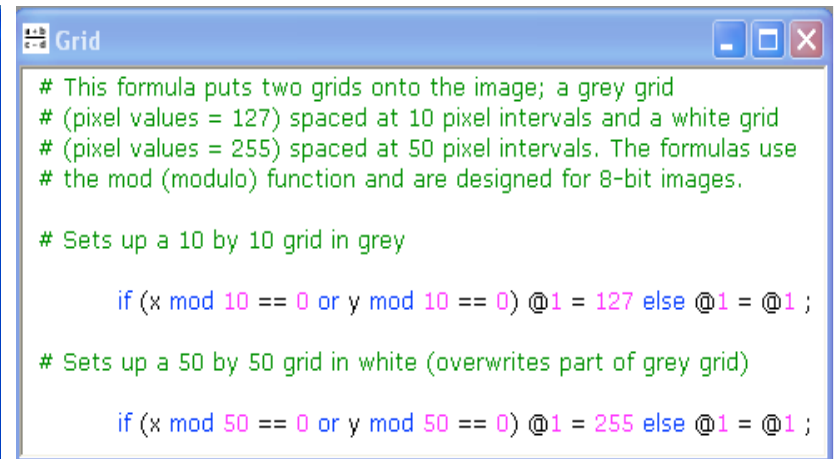 Grid
# This formula puts two grids onto the image; a grey grid
# (pixel values = 127) spaced at 10 pixel intervals and a white grid
# (pixel values = 255) spaced at 50 pixel intervals. The formulas use
# the mod (modulo) function and are designed for 8-bit images.
# Sets up a 10 by 10 grid in grey
if (x mod 10 == 0 or y mod 10 == 0) @1 = 127 else @1 = @1 ;
# Sets up a 50 by 50 grid in white (overwrites part of grey grid)
if (x mod 50 == 0 or y mod 50 == 0) @1 = 255 else @1 = @1 ;